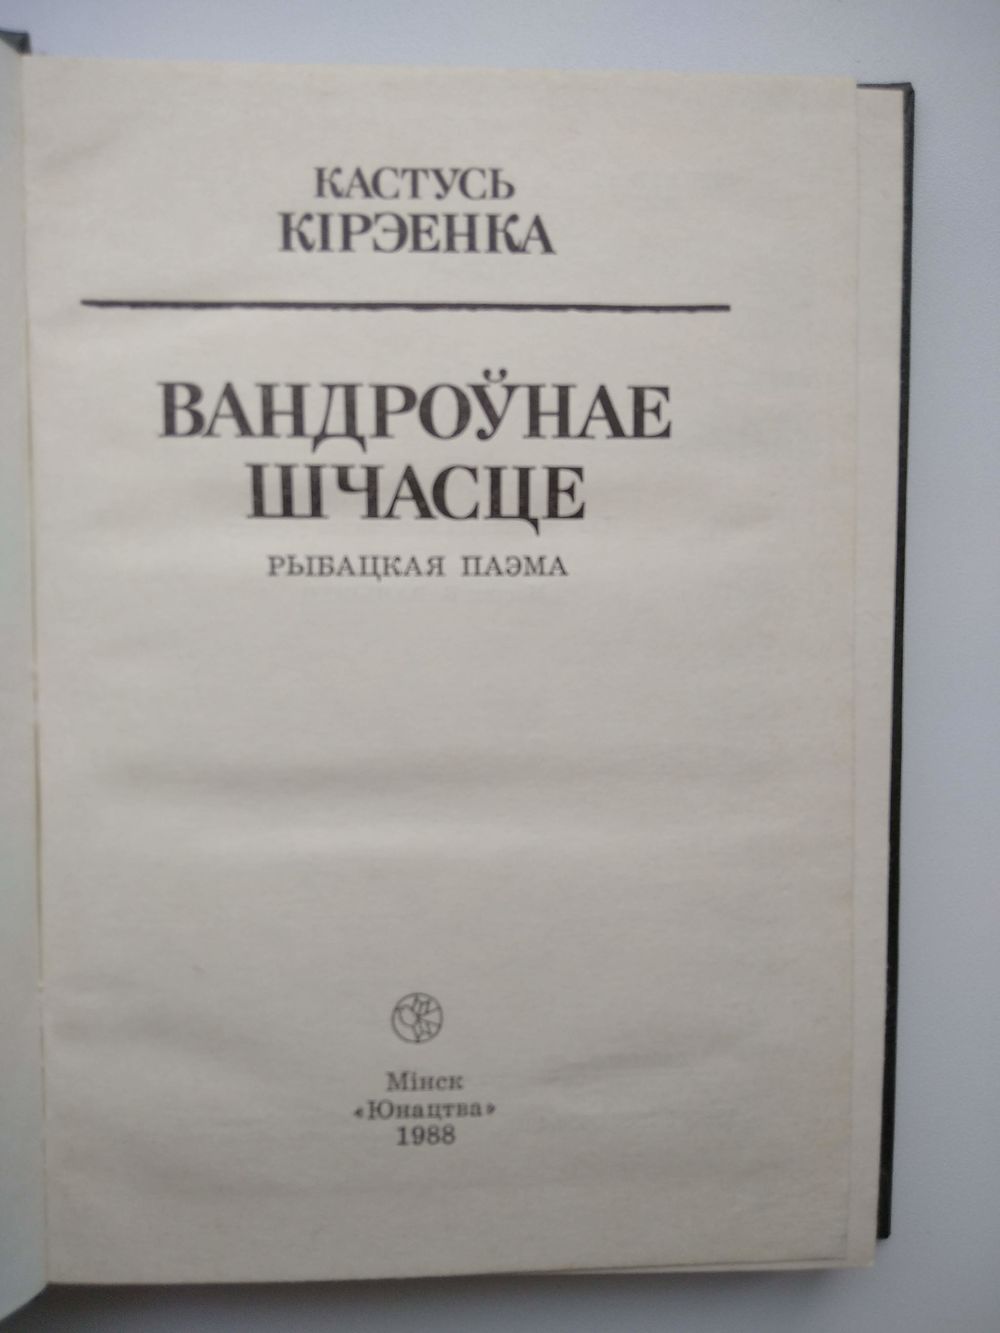 КАСТУСЬ
КІРЭЕНКА
ВАНДРОЎНАЕ
ШЧАСЦЕ
РЫБАЦКАЯ ПАЭМА
Мінск
«Юнацтва»
1988